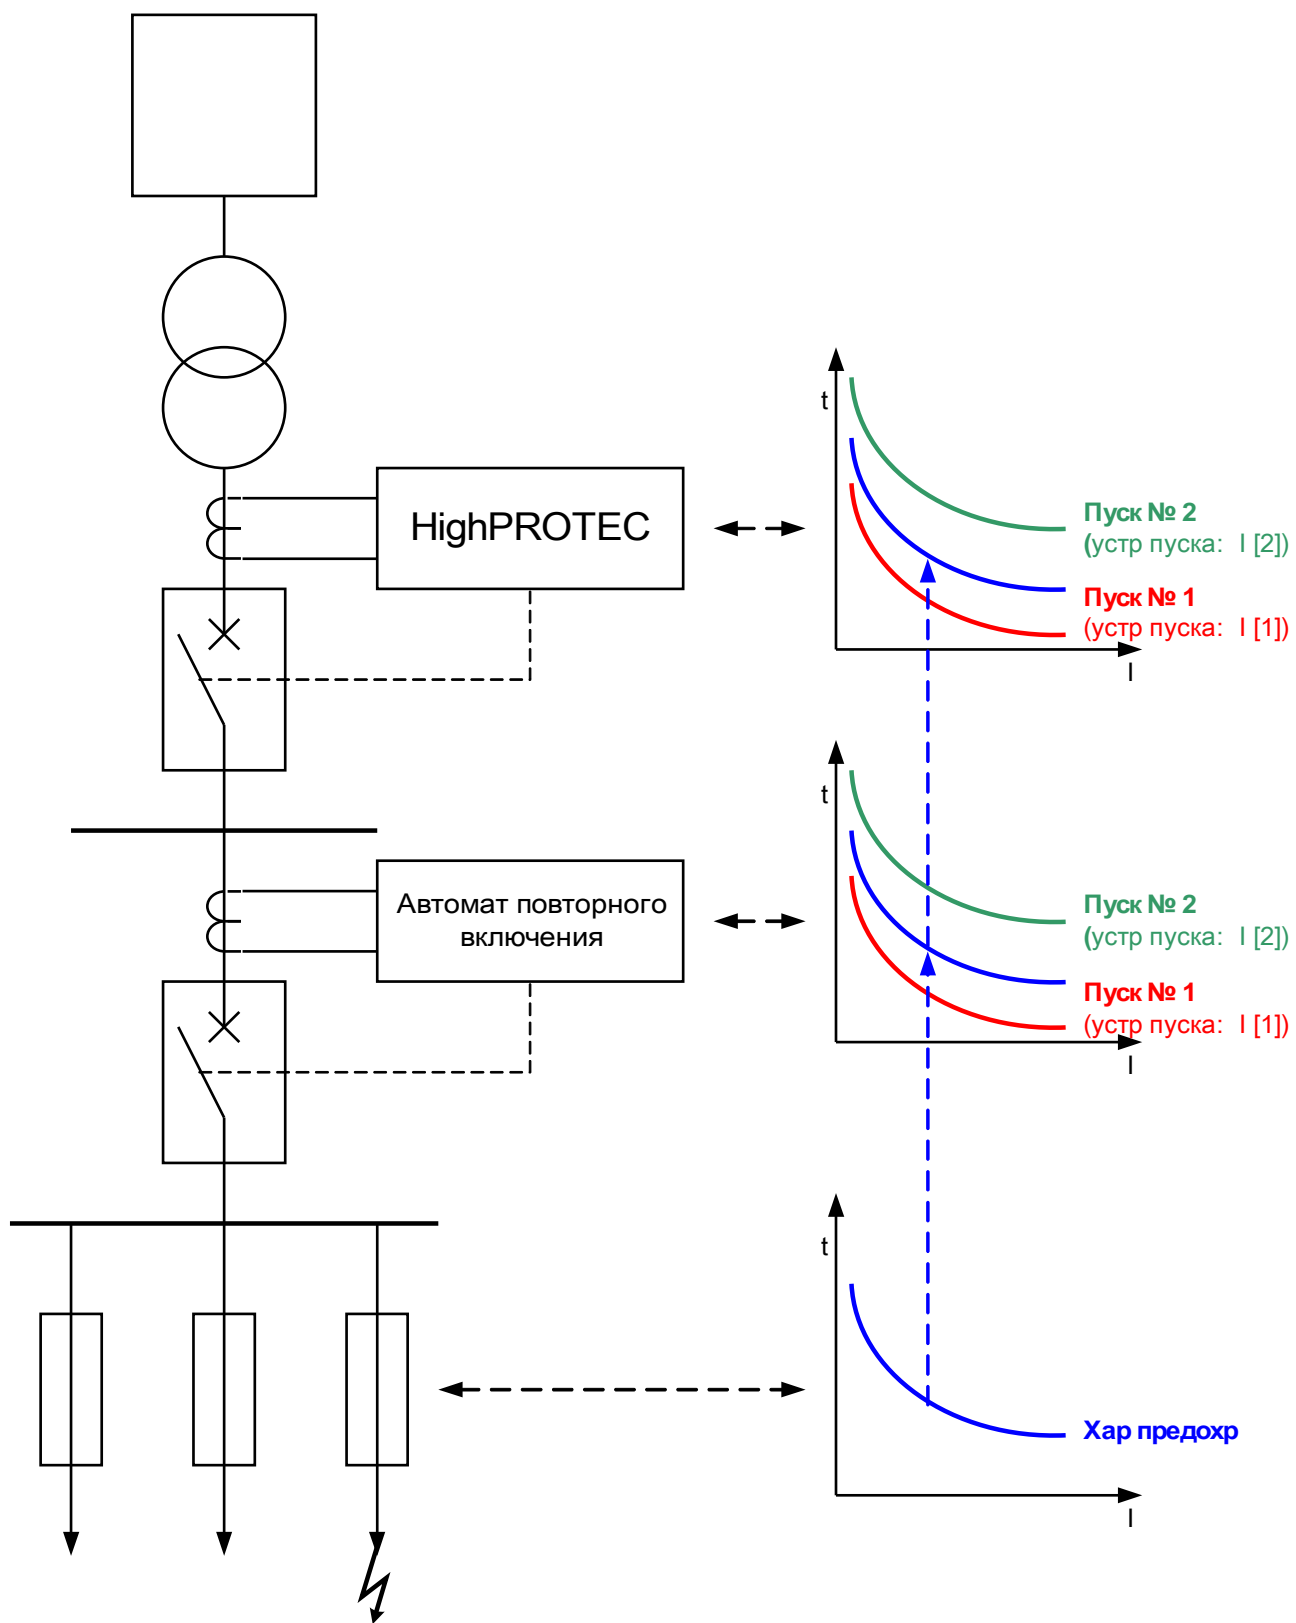 t
HighPROTEC
Пуск № 2
(устр пуска: I [2])
Пуск № 1
(устр пуска: I [1])
I
t
Автомат повторного
включения
Пуск № 2
(устр пуска: I [2])
Пуск № 1
(устр пуска: I [1])
I
t
Хар предохр
I